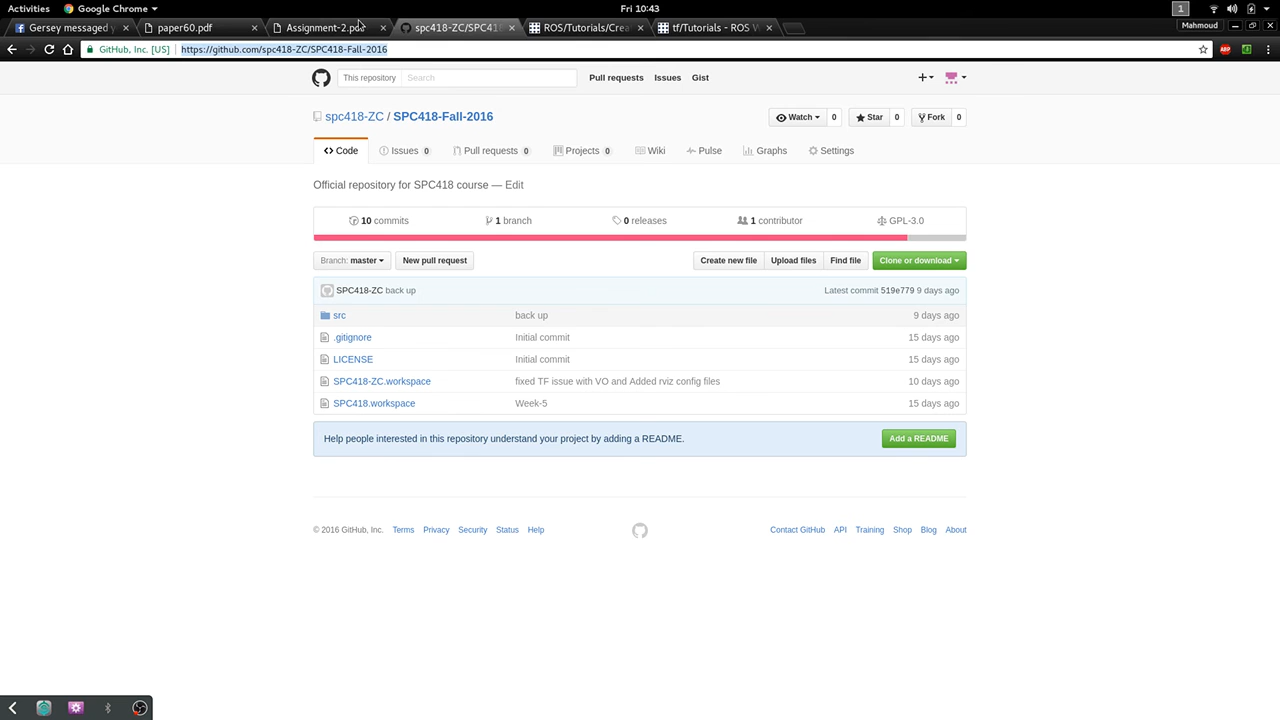 Activities Google Chrome Fri 10:43 1
Gersey messaged y × paper60.pdf × Assignment-2.pdf × spc418-ZC/SPC418- × ROS/Tutorials/Crea × tf/Tutorials - ROS W × Mahmoud
GitHub, Inc. [US] https://github.com/spc418-ZC/SPC418-Fall-2016 ABP
This repository Search Pull requests Issues Gist
spc418-ZC / SPC418-Fall-2016 Watch 0 Star 0 Fork 0
Code Issues 0 Pull requests 0 Projects 0 Wiki Pulse Graphs Settings
Official repository for SPC418 course — Edit
10 commits 1 branch 0 releases 1 contributor GPL-3.0
Branch: master New pull request Create new file Upload files Find file Clone or download
SPC418-ZC back up Latest commit 519e779 9 days ago
src back up 9 days ago
.gitignore Initial commit 15 days ago
LICENSE Initial commit 15 days ago
SPC418-ZC.workspace fixed TF issue with VO and Added rviz config files 10 days ago
SPC418.workspace Week-5 15 days ago
Help people interested in this repository understand your project by adding a README. Add a README
© 2016 GitHub, Inc. Terms Privacy Security Status Help Contact GitHub API Training Shop Blog About